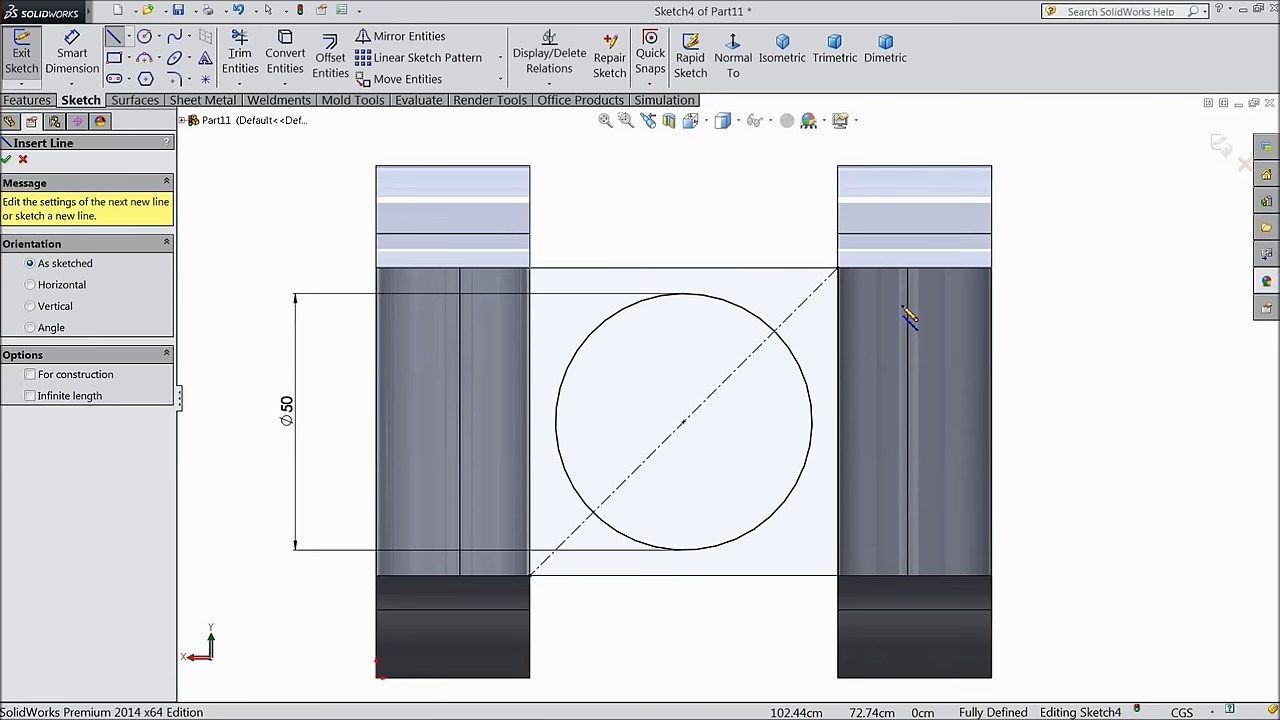 SOLIDWORKS
Sketch4 of Part11 *
Search SolidWorks Help
Exit Sketch
Smart Dimension
Trim Entities
Convert Entities
Offset Entities
Mirror Entities
Linear Sketch Pattern
Move Entities
Display/Delete Relations
Repair Sketch
Quick Snaps
Rapid Sketch
Normal To
Isometric
Trimetric
Dimetric
Features
Sketch
Surfaces
Sheet Metal
Weldments
Mold Tools
Evaluate
Render Tools
Office Products
Simulation
Part11 (Default<<Def...
Insert Line
?
Message
Edit the settings of the next new line
or sketch a new line.
Orientation
As sketched
Horizontal
Vertical
Angle
Options
For construction
Infinite length
∅50
Y
X
SolidWorks Premium 2014 x64 Edition
102.44cm
72.74cm
0cm
Fully Defined
Editing Sketch4
CGS